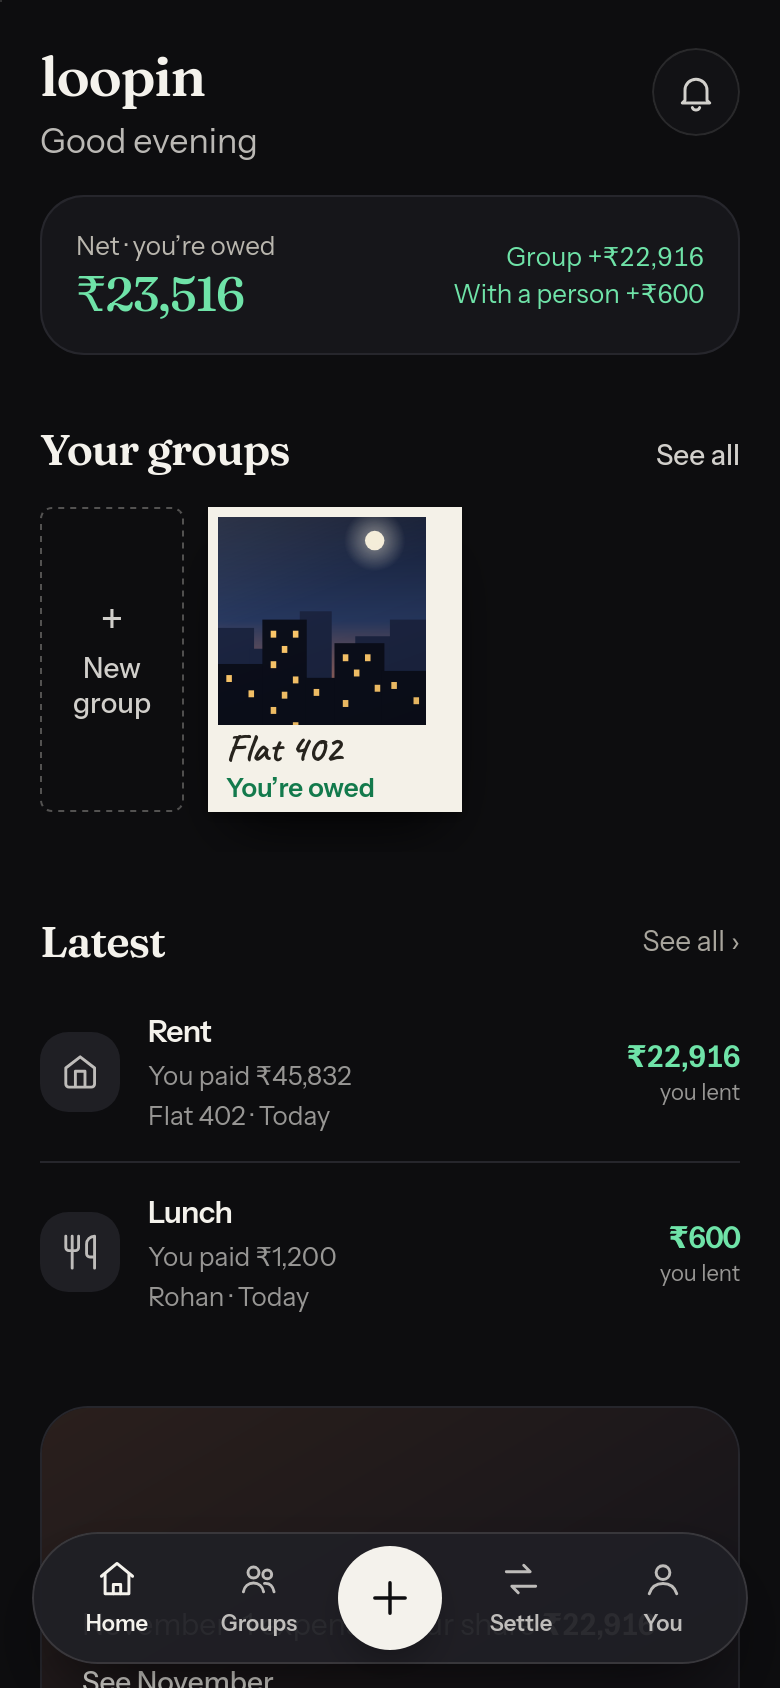 loopin
Good evening
Net · you're owed
₹23,516
Group +₹22,916
With a person +₹600
Your groups
See all
+
New
group
Flat 402
You're owed
Latest
See all ›
Rent
You paid ₹45,832
Flat 402 · Today
₹22,916
you lent
Lunch
You paid ₹1,200
Rohan · Today
₹600
you lent
₹22,916
Home
Groups
Settle
You
See November